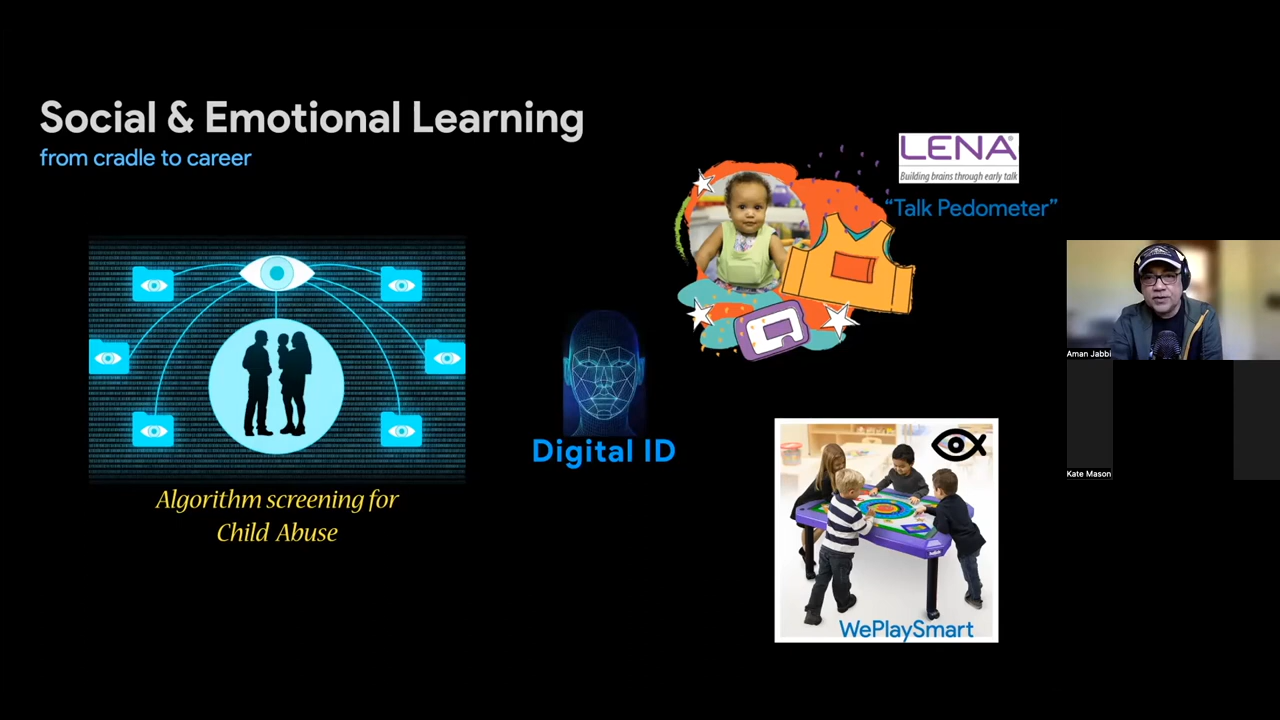 Social & Emotional Learning
from cradle to career
LENA®
Building brains through early talk
“Talk Pedometer”
Aman Jabbi
Digital ID
Kate Mason
Algorithm screening for
Child Abuse
WePlaySmart